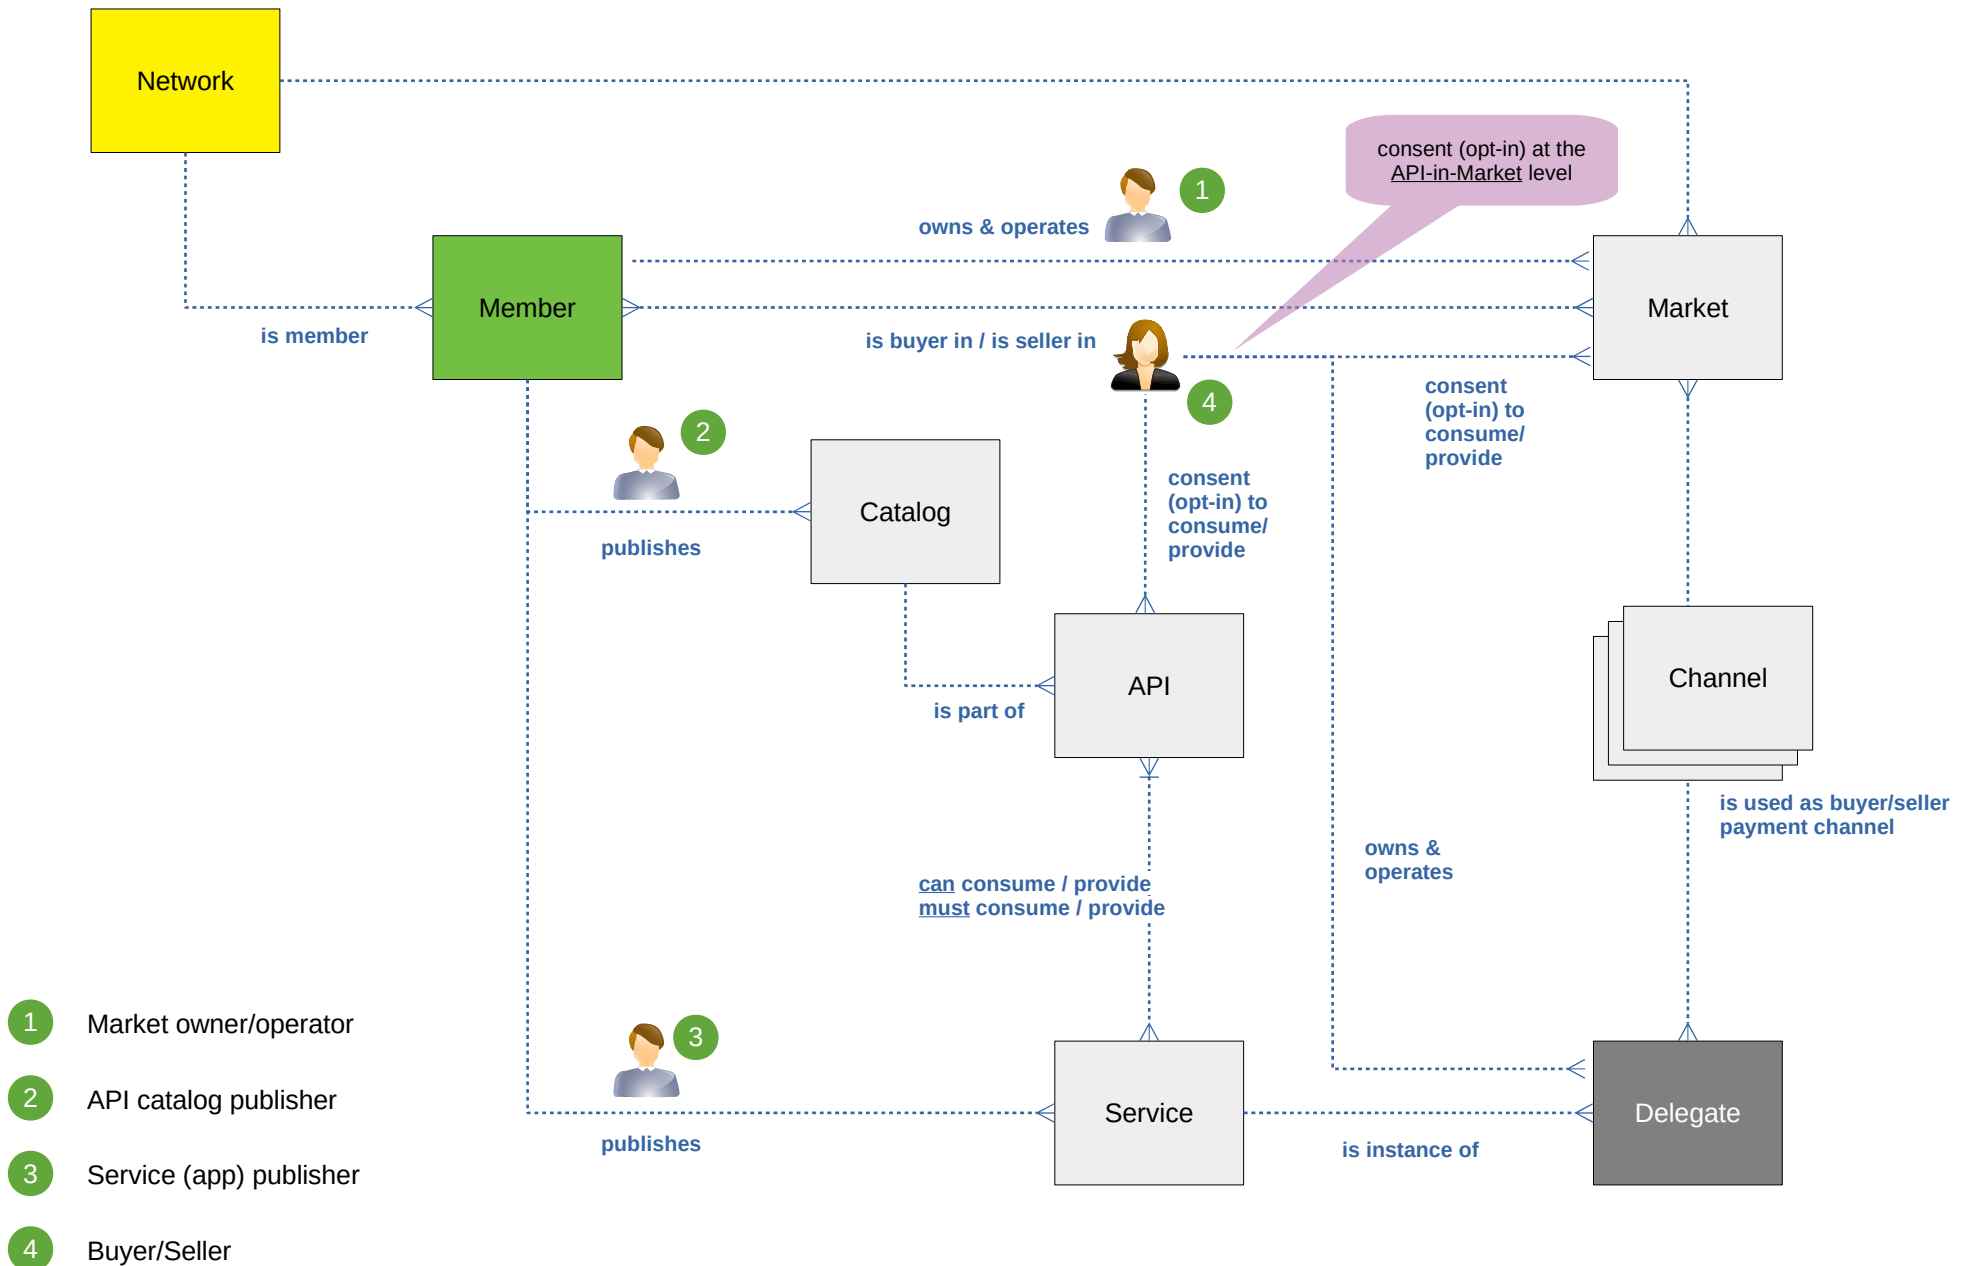 Network
consent (opt-in) at the
API-in-Market level
1
owns & operates
Member
Market
is member
is buyer in / is seller in
4
consent
(opt-in) to
consume/
provide
2
Catalog
consent
(opt-in) to
consume/
provide
publishes
API
Channel
is part of
is used as buyer/seller
payment channel
owns &
operates
can consume / provide
must consume / provide
3
Service
Delegate
publishes
is instance of
1 Market owner/operator
2 API catalog publisher
3 Service (app) publisher
4 Buyer/Seller